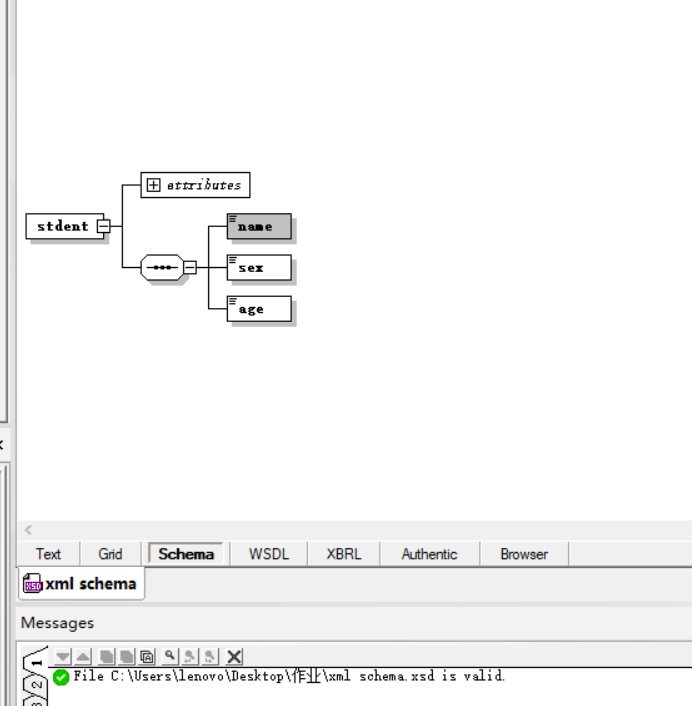 attributes
stdent
name
sex
age
Text Grid Schema WSDL XBRL Authentic Browser
xml schema
Messages
File C:\Users\lenovo\Desktop\作业\xml schema.xsd is valid.
1
2
3